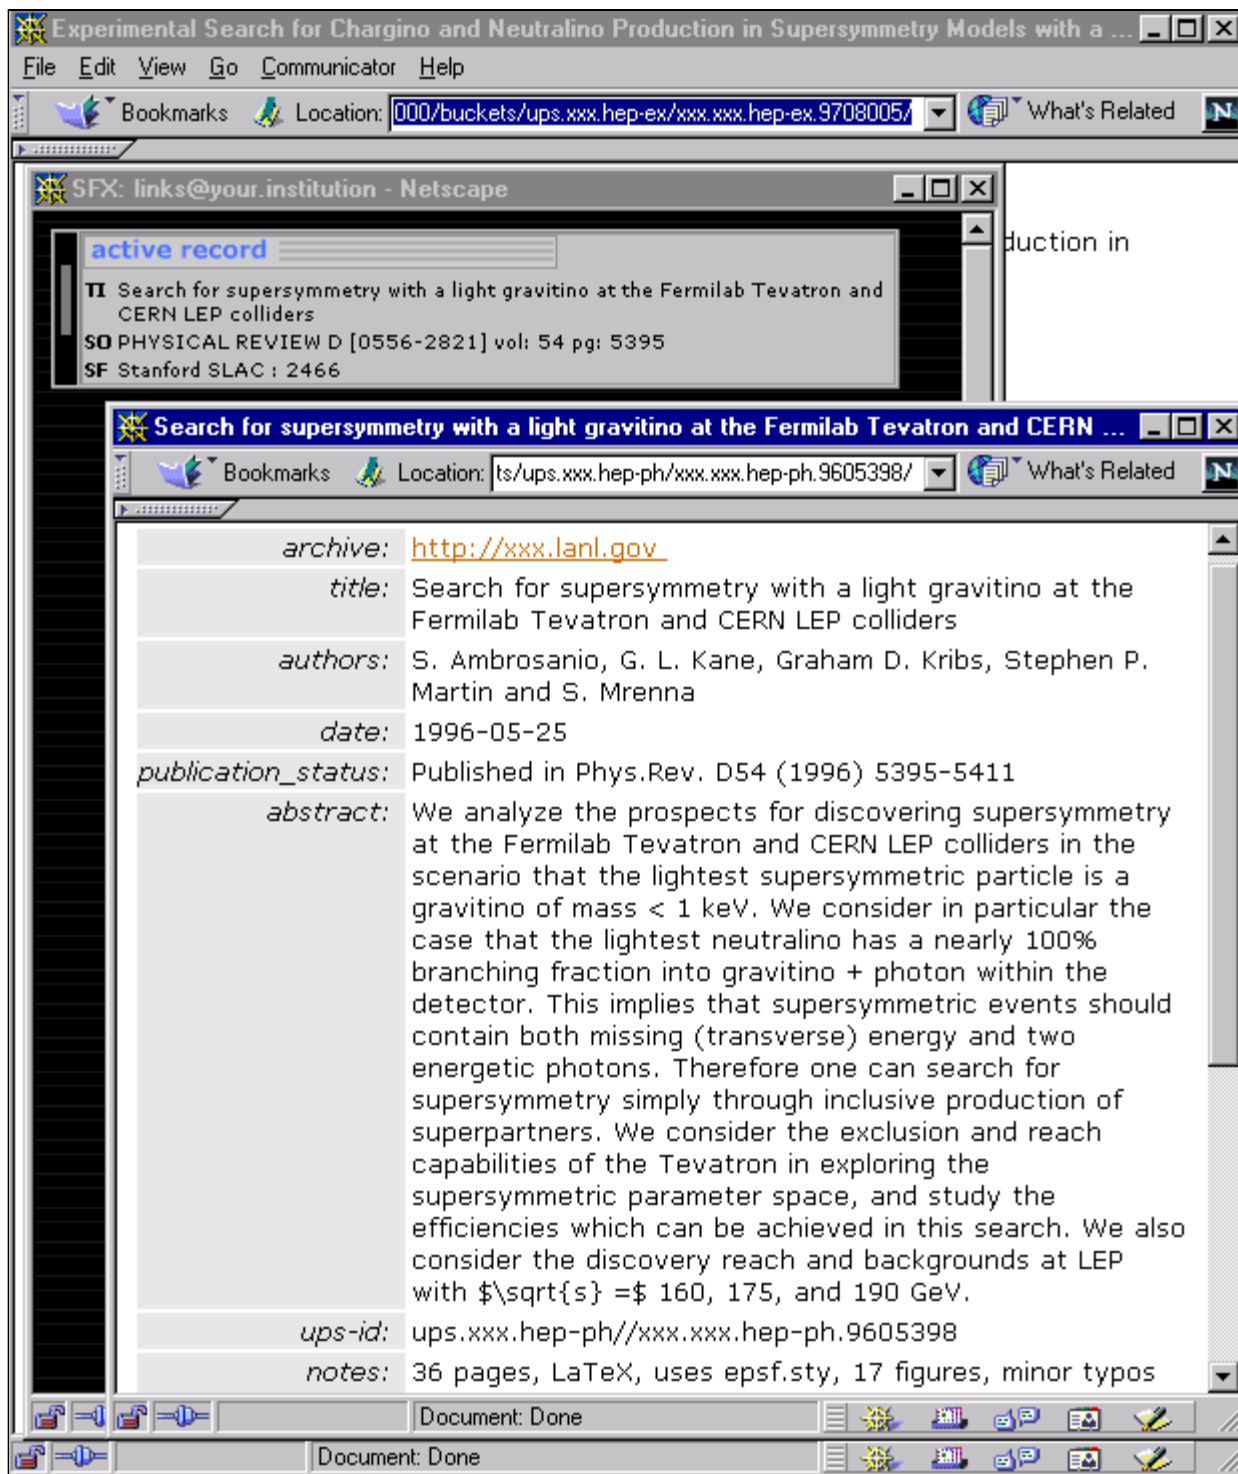 Experimental Search for Chargino and Neutralino Production in Supersymmetry Models with a ...
File Edit View Go Communicator Help
Bookmarks Location: 000/buckets/ups.xxx.hep-ex/xxx.xxx.hep-ex.9708005/ What's Related N
SFX: links@your.institution - Netscape
duction in
active record
TI Search for supersymmetry with a light gravitino at the Fermilab Tevatron and
CERN LEP colliders
SO PHYSICAL REVIEW D [0556-2821] vol: 54 pg: 5395
SF Stanford SLAC : 2466
Search for supersymmetry with a light gravitino at the Fermilab Tevatron and CERN ...
Bookmarks Location: ts/ups.xxx.hep-ph/xxx.xxx.hep-ph.9605398/ What's Related N
archive: http://xxx.lanl.gov
title: Search for supersymmetry with a light gravitino at the
Fermilab Tevatron and CERN LEP colliders
authors: S. Ambrosanio, G. L. Kane, Graham D. Kribs, Stephen P.
Martin and S. Mrenna
date: 1996-05-25
publication_status: Published in Phys.Rev. D54 (1996) 5395-5411
abstract: We analyze the prospects for discovering supersymmetry
at the Fermilab Tevatron and CERN LEP colliders in the
scenario that the lightest supersymmetric particle is a
gravitino of mass < 1 keV. We consider in particular the
case that the lightest neutralino has a nearly 100%
branching fraction into gravitino + photon within the
detector. This implies that supersymmetric events should
contain both missing (transverse) energy and two
energetic photons. Therefore one can search for
supersymmetry simply through inclusive production of
superpartners. We consider the exclusion and reach
capabilities of the Tevatron in exploring the
supersymmetric parameter space, and study the
efficiencies which can be achieved in this search. We also
consider the discovery reach and backgrounds at LEP
with $\sqrt{s} =$ 160, 175, and 190 GeV.
ups-id: ups.xxx.hep-ph//xxx.xxx.hep-ph.9605398
notes: 36 pages, LaTeX, uses epsf.sty, 17 figures, minor typos
Document: Done
Document: Done